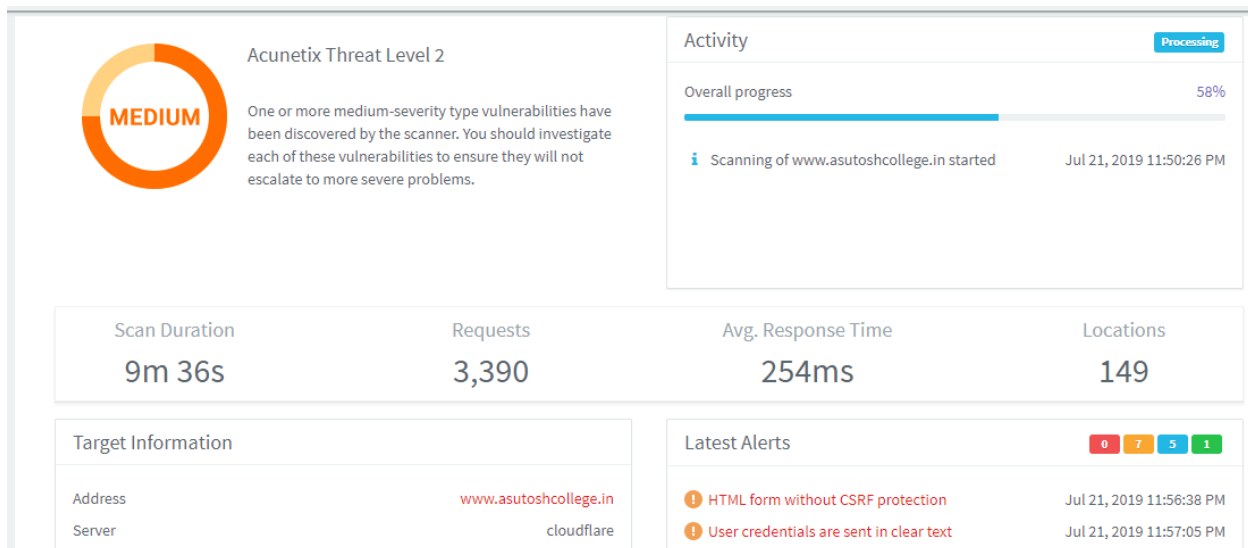 MEDIUM
Acunetix Threat Level 2
One or more medium-severity type vulnerabilities have
been discovered by the scanner. You should investigate
each of these vulnerabilities to ensure they will not
escalate to more severe problems.
Activity
Processing
Overall progress
58%
i Scanning of www.asutoshcollege.in started Jul 21, 2019 11:50:26 PM
Scan Duration Requests Avg. Response Time Locations
9m 36s 3,390 254ms 149
Target Information
Address www.asutoshcollege.in
Server cloudflare
Latest Alerts 0 7 5 1
! HTML form without CSRF protection Jul 21, 2019 11:56:38 PM
! User credentials are sent in clear text Jul 21, 2019 11:57:05 PM